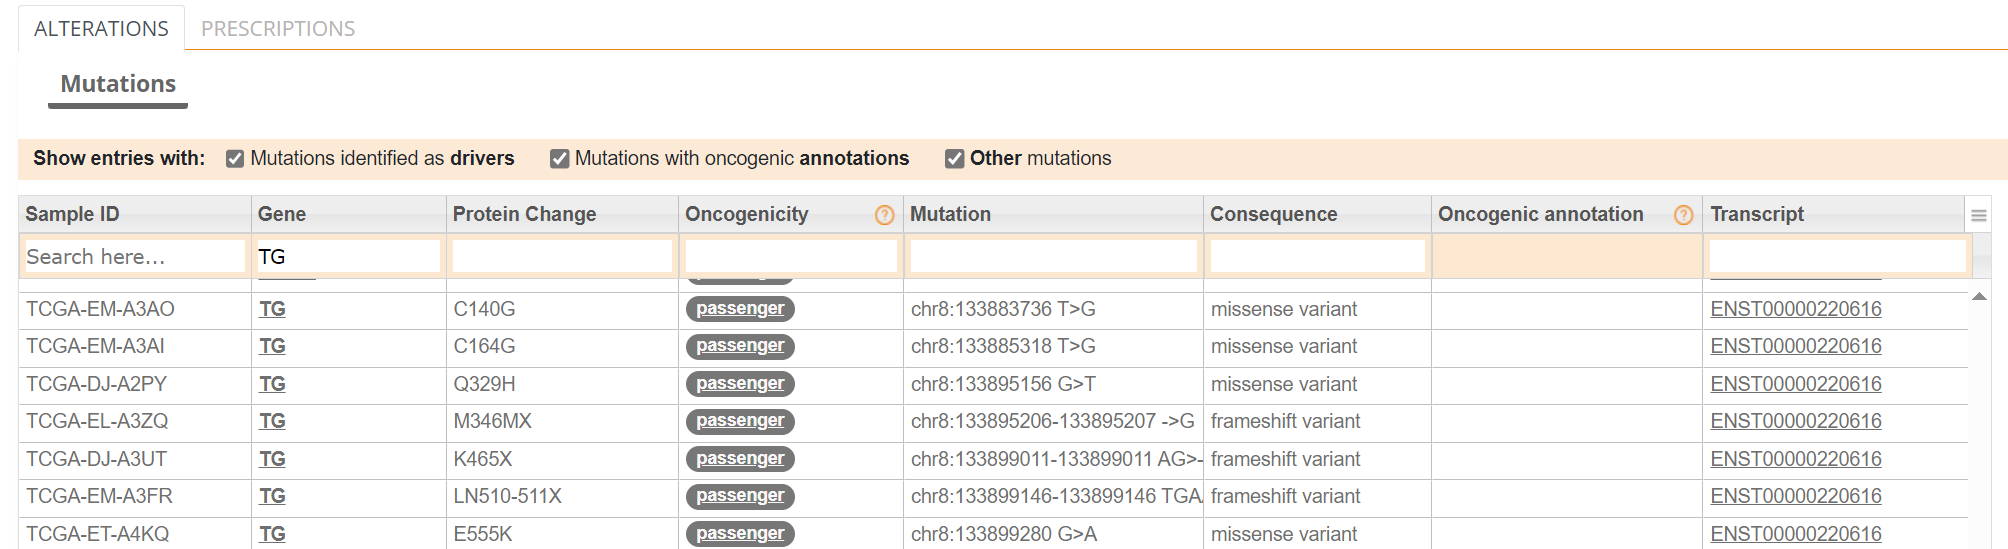 ALTERATIONS PRESCRIPTIONS
Mutations
Show entries with: Mutations identified as drivers Mutations with oncogenic annotations Other mutations
Sample ID Gene Protein Change Oncogenicity ? Mutation Consequence Oncogenic annotation ? Transcript
Search here... TG
TCGA-EM-A3AO TG C140G passenger chr8:133883736 T>G missense variant ENST00000220616
TCGA-EM-A3AI TG C164G passenger chr8:133885318 T>G missense variant ENST00000220616
TCGA-DJ-A2PY TG Q329H passenger chr8:133895156 G>T missense variant ENST00000220616
TCGA-EL-A3ZQ TG M346MX passenger chr8:133895206-133895207 ->G frameshift variant ENST00000220616
TCGA-DJ-A3UT TG K465X passenger chr8:133899011-133899011 AG>- frameshift variant ENST00000220616
TCGA-EM-A3FR TG LN510-511X passenger chr8:133899146-133899146 TGA frameshift variant ENST00000220616
TCGA-ET-A4KQ TG E555K passenger chr8:133899280 G>A missense variant ENST00000220616